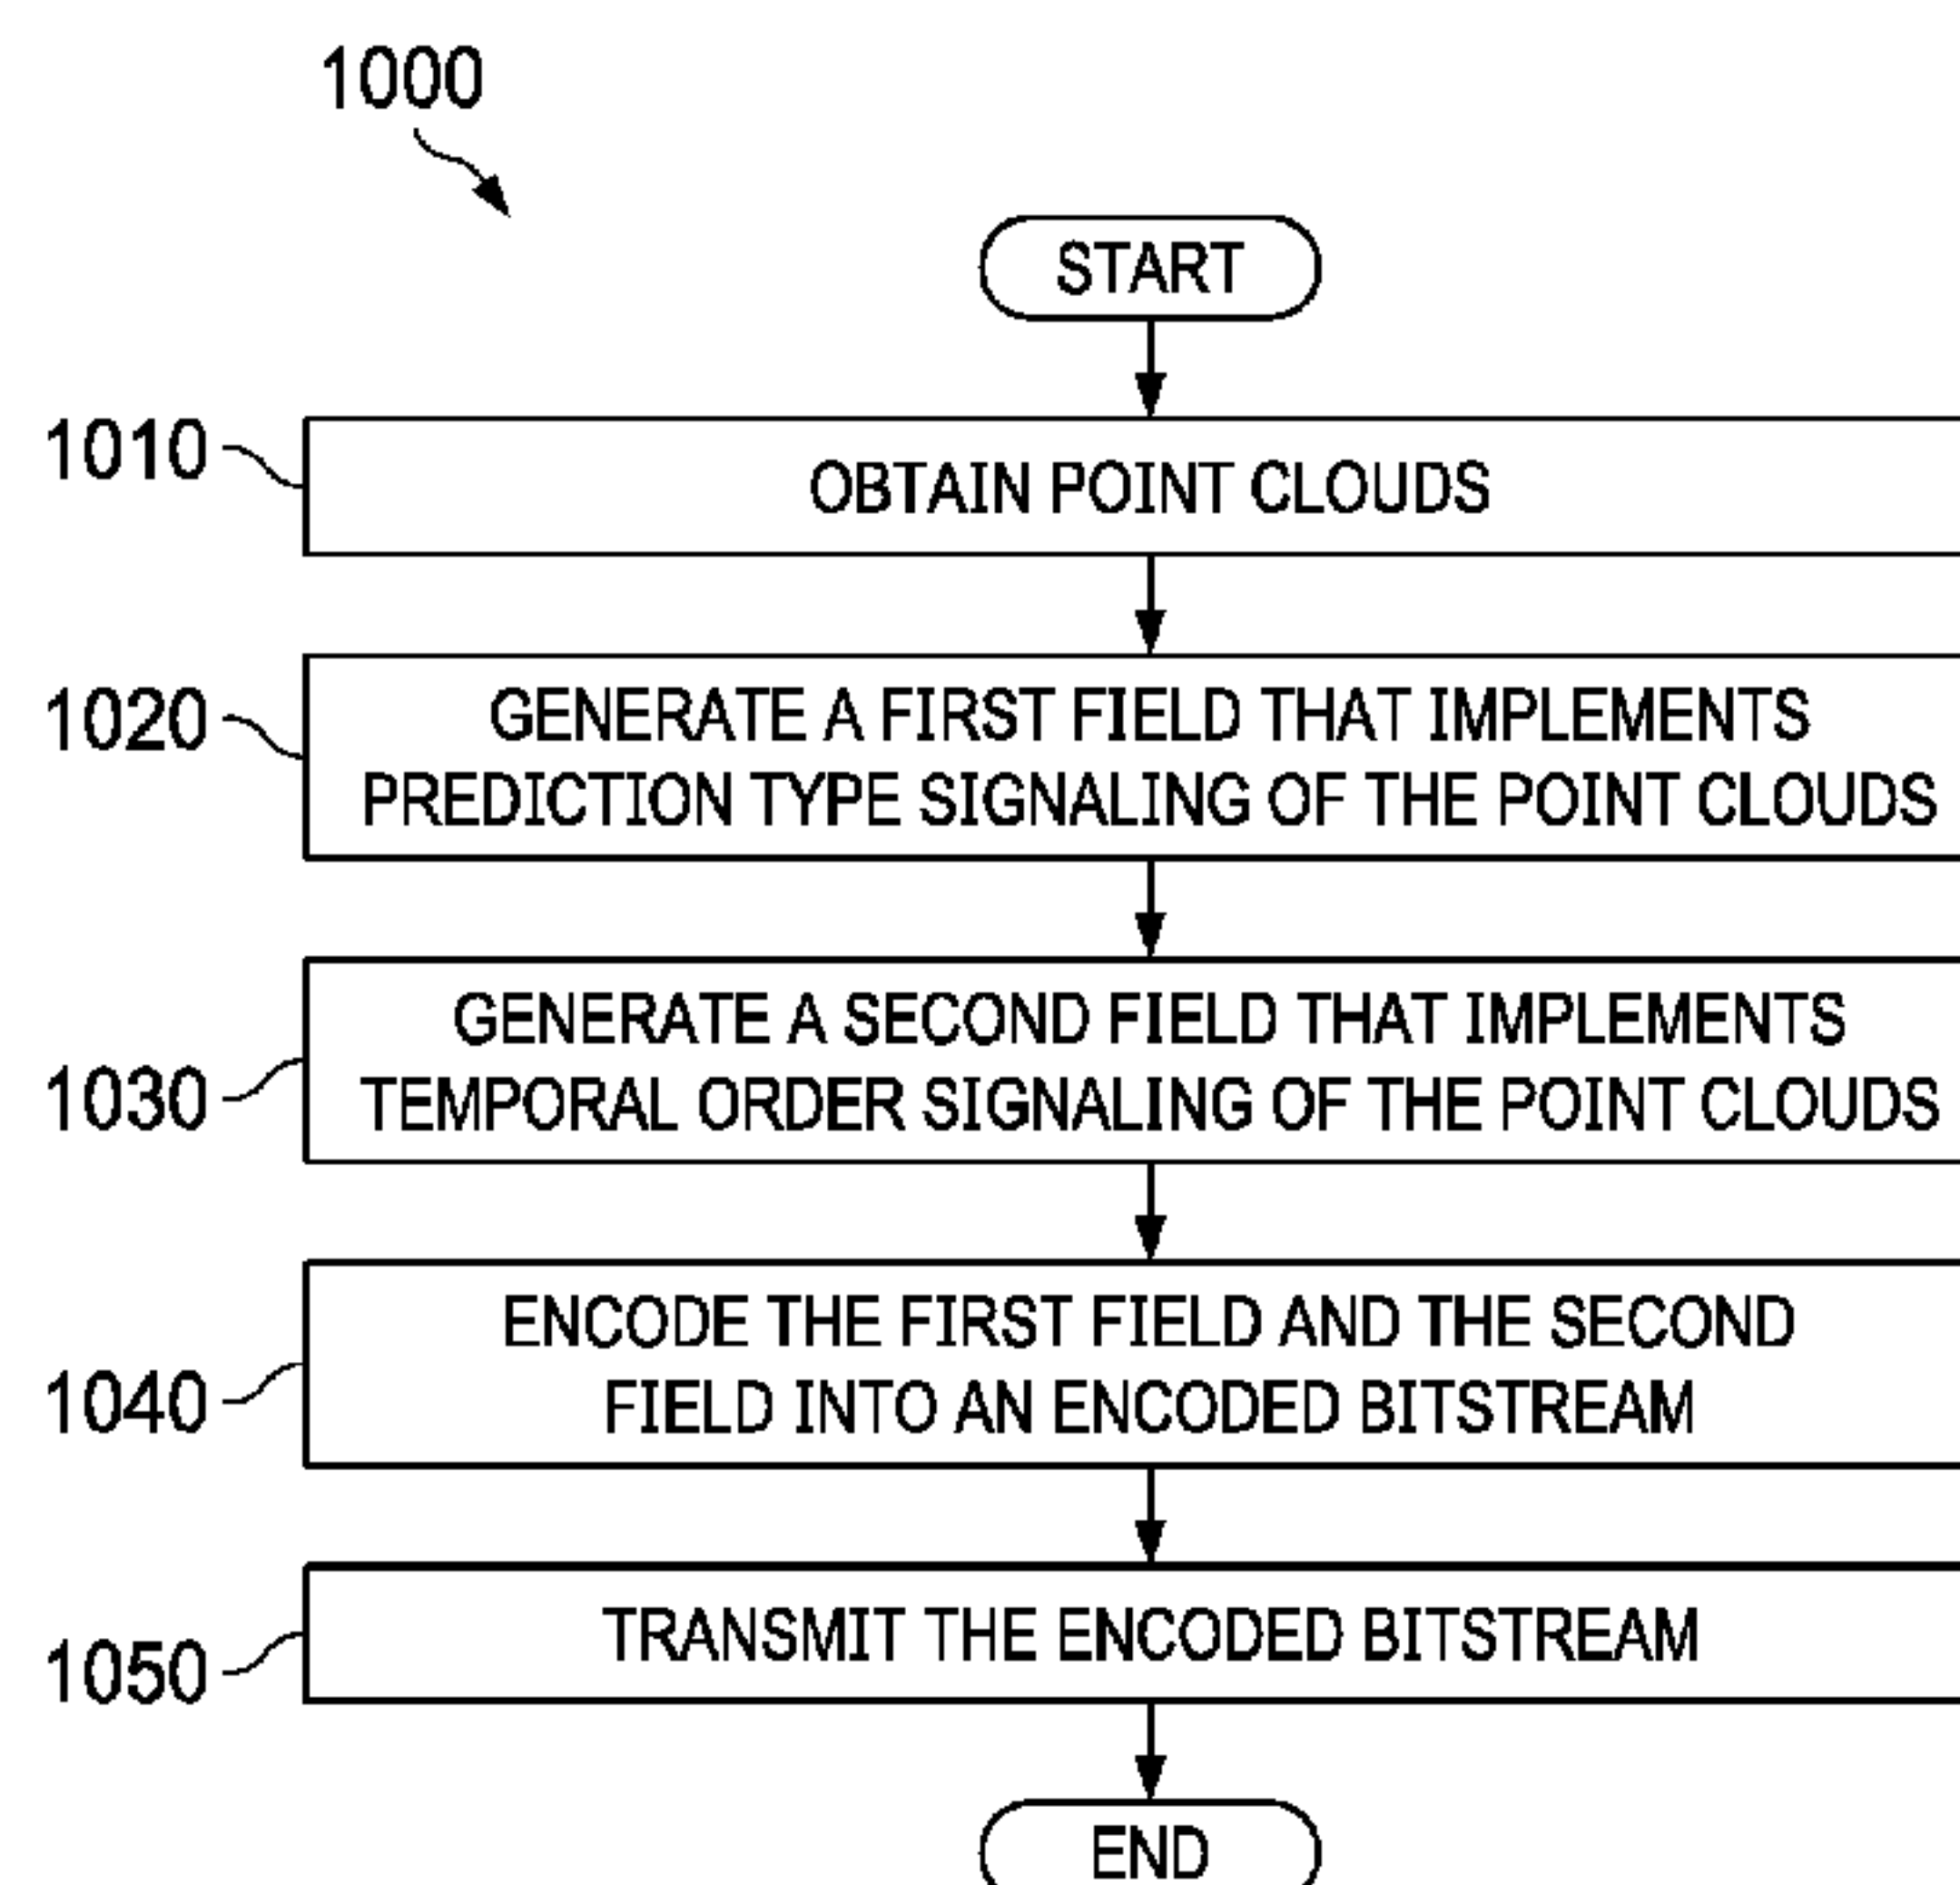 1000
START
1010
OBTAIN POINT CLOUDS
1020
GENERATE A FIRST FIELD THAT IMPLEMENTS
PREDICTION TYPE SIGNALING OF THE POINT CLOUDS
1030
GENERATE A SECOND FIELD THAT IMPLEMENTS
TEMPORAL ORDER SIGNALING OF THE POINT CLOUDS
1040
ENCODE THE FIRST FIELD AND THE SECOND
FIELD INTO AN ENCODED BITSTREAM
1050
TRANSMIT THE ENCODED BITSTREAM
END